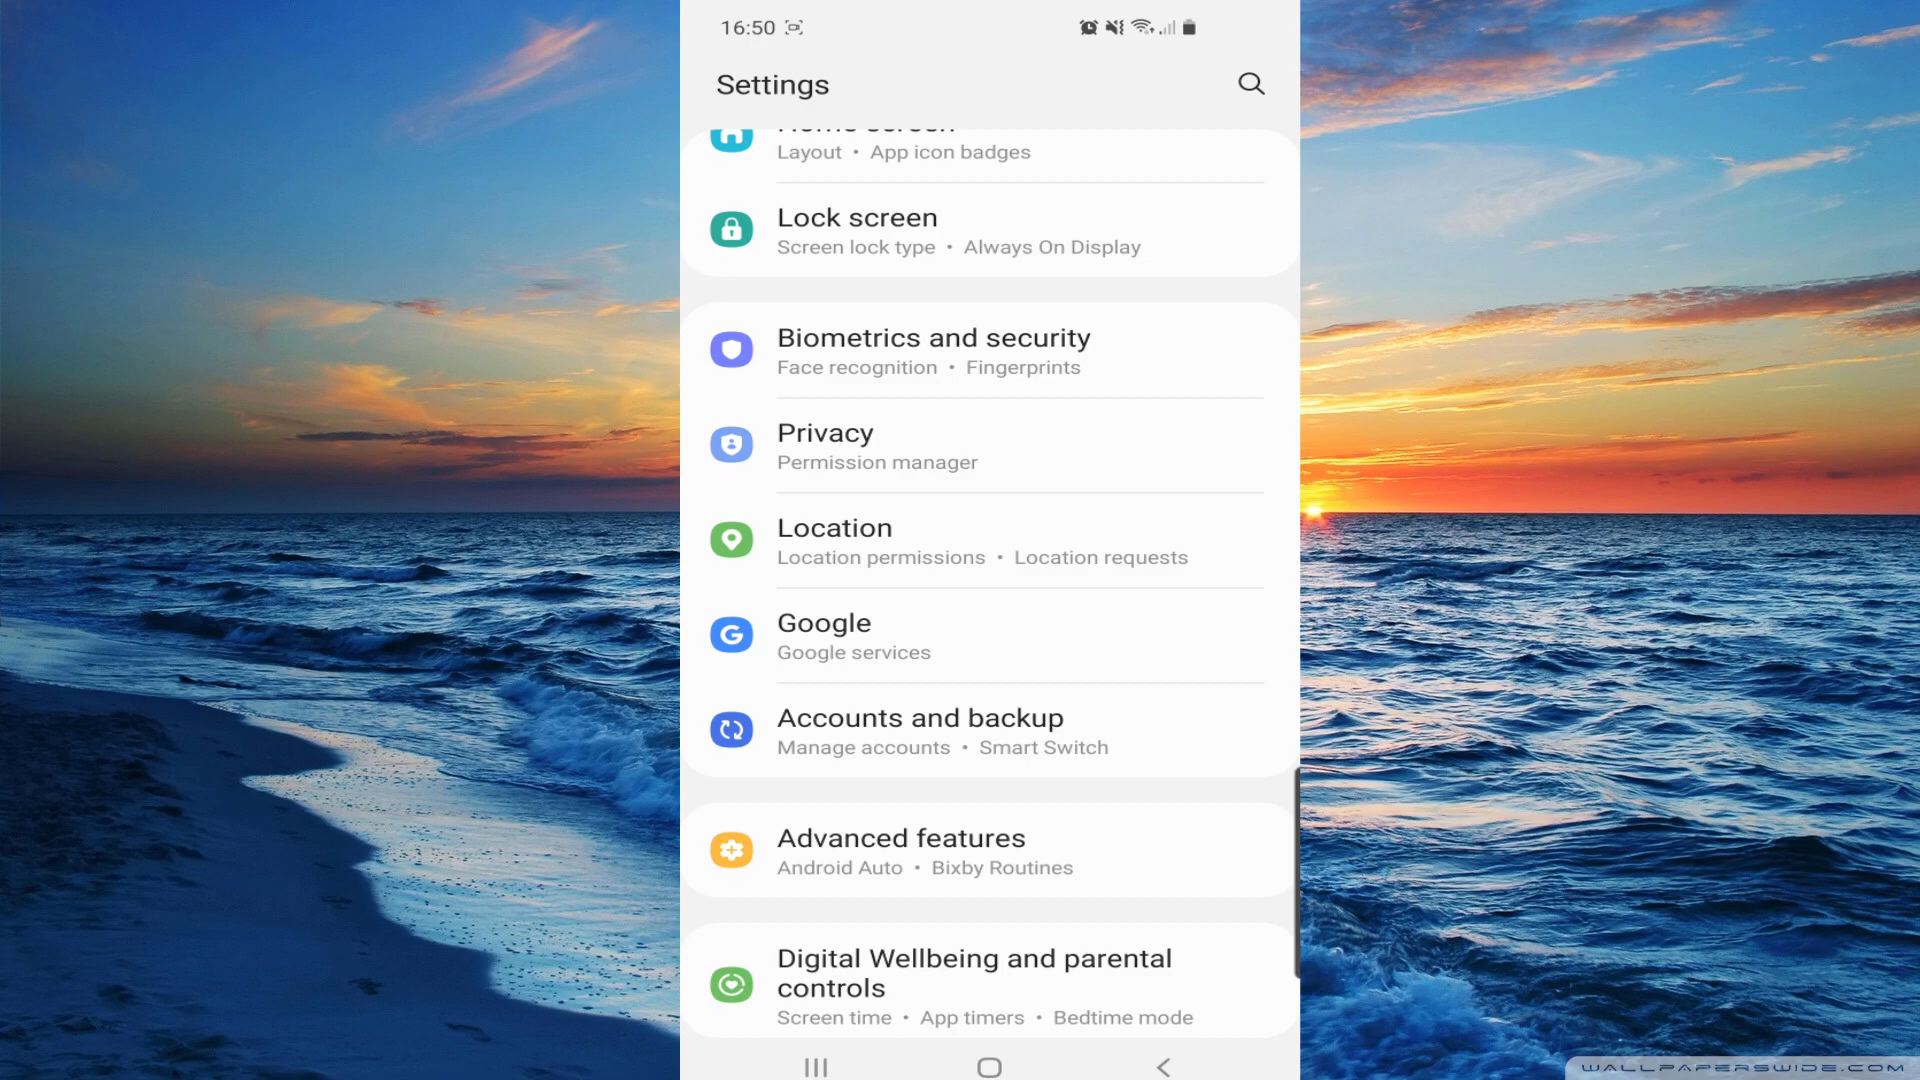 16:50
Settings
Home screen
Layout • App icon badges
Lock screen
Screen lock type • Always On Display
Biometrics and security
Face recognition • Fingerprints
Privacy
Permission manager
Location
Location permissions • Location requests
Google
Google services
Accounts and backup
Manage accounts • Smart Switch
Advanced features
Android Auto • Bixby Routines
Digital Wellbeing and parental
controls
Screen time • App timers • Bedtime mode
WALLPAPERSWIDE.COM